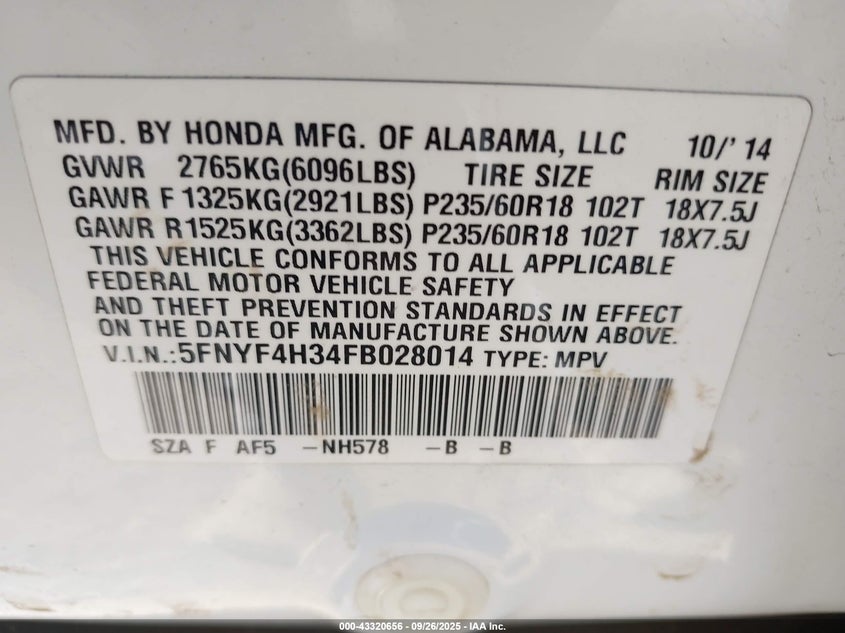 MFD. BY HONDA MFG. OF ALABAMA, LLC 10/' 14
GVWR 2765KG(6096LBS) TIRE SIZE RIM SIZE
GAWR F 1325KG(2921LBS) P235/60R18 102T 18X7.5J
GAWR R1525KG(3362LBS) P235/60R18 102T 18X7.5J
THIS VEHICLE CONFORMS TO ALL APPLICABLE
FEDERAL MOTOR VEHICLE SAFETY
AND THEFT PREVENTION STANDARDS IN EFFECT
ON THE DATE OF MANUFACTURE SHOWN ABOVE.
V.I.N.:5FNYF4H34FB028014 TYPE: MPV
SZA F AF5 -NH578 -B -B
000-43320656 - 09/26/2025 - IAA Inc.